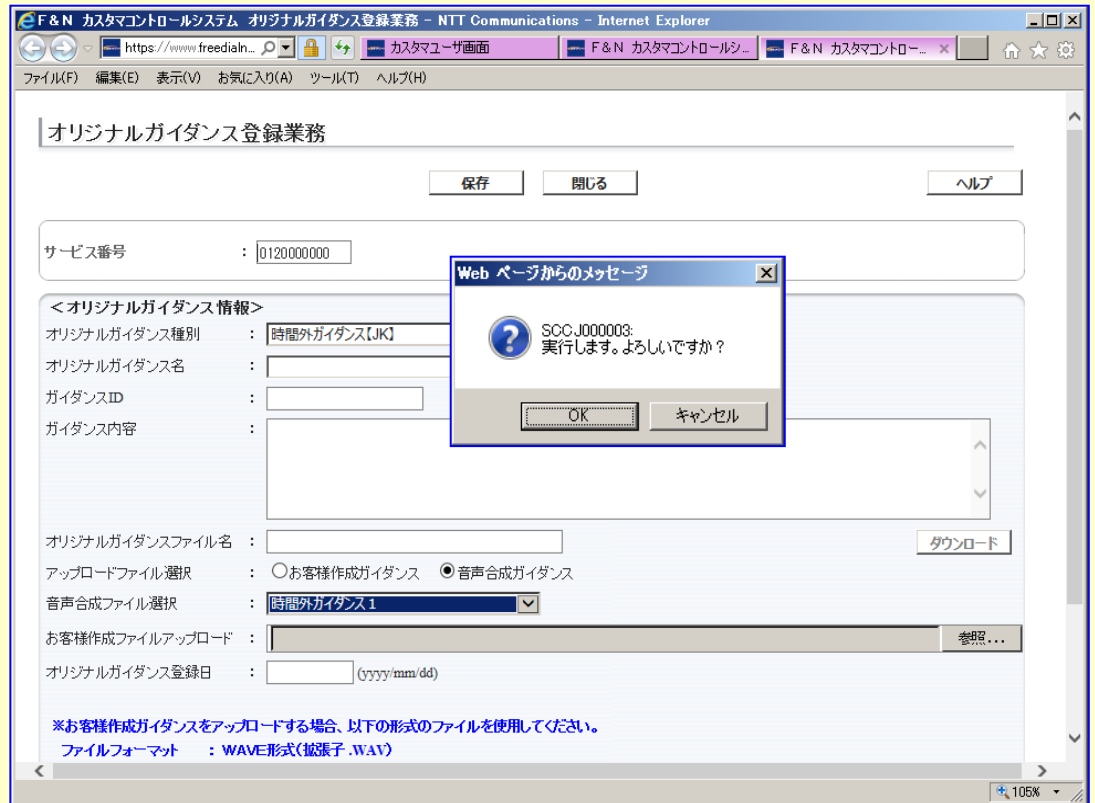 F&N カスタマコントロールシステム オリジナルガイダンス登録業務 - NTT Communications - Internet Explorer
https://www.freedialn... カスタマユーザ画面 F&N カスタマコントロールシ... F&N カスタマコントロー...
ファイル(F) 編集(E) 表示(V) お気に入り(A) ツール(T) ヘルプ(H)
オリジナルガイダンス登録業務
保存 閉じる ヘルプ
サービス番号 : 0120000000
Web ページからのメッセージ
SCCJ000003:
実行します。よろしいですか?
OK キャンセル
<オリジナルガイダンス情報>
オリジナルガイダンス種別 : 時間外ガイダンス【JK】
オリジナルガイダンス名 :
ガイダンスID :
ガイダンス内容 :
オリジナルガイダンスファイル名 : ダウンロード
アップロードファイル選択 : お客様作成ガイダンス 音声合成ガイダンス
音声合成ファイル選択 : 時間外ガイダンス1
お客様作成ファイルアップロード : 参照...
オリジナルガイダンス登録日 : (yyyy/mm/dd)
※お客様作成ガイダンスをアップロードする場合、以下の形式のファイルを使用してください。
ファイルフォーマット : WAVE形式(拡張子.WAV)
105%